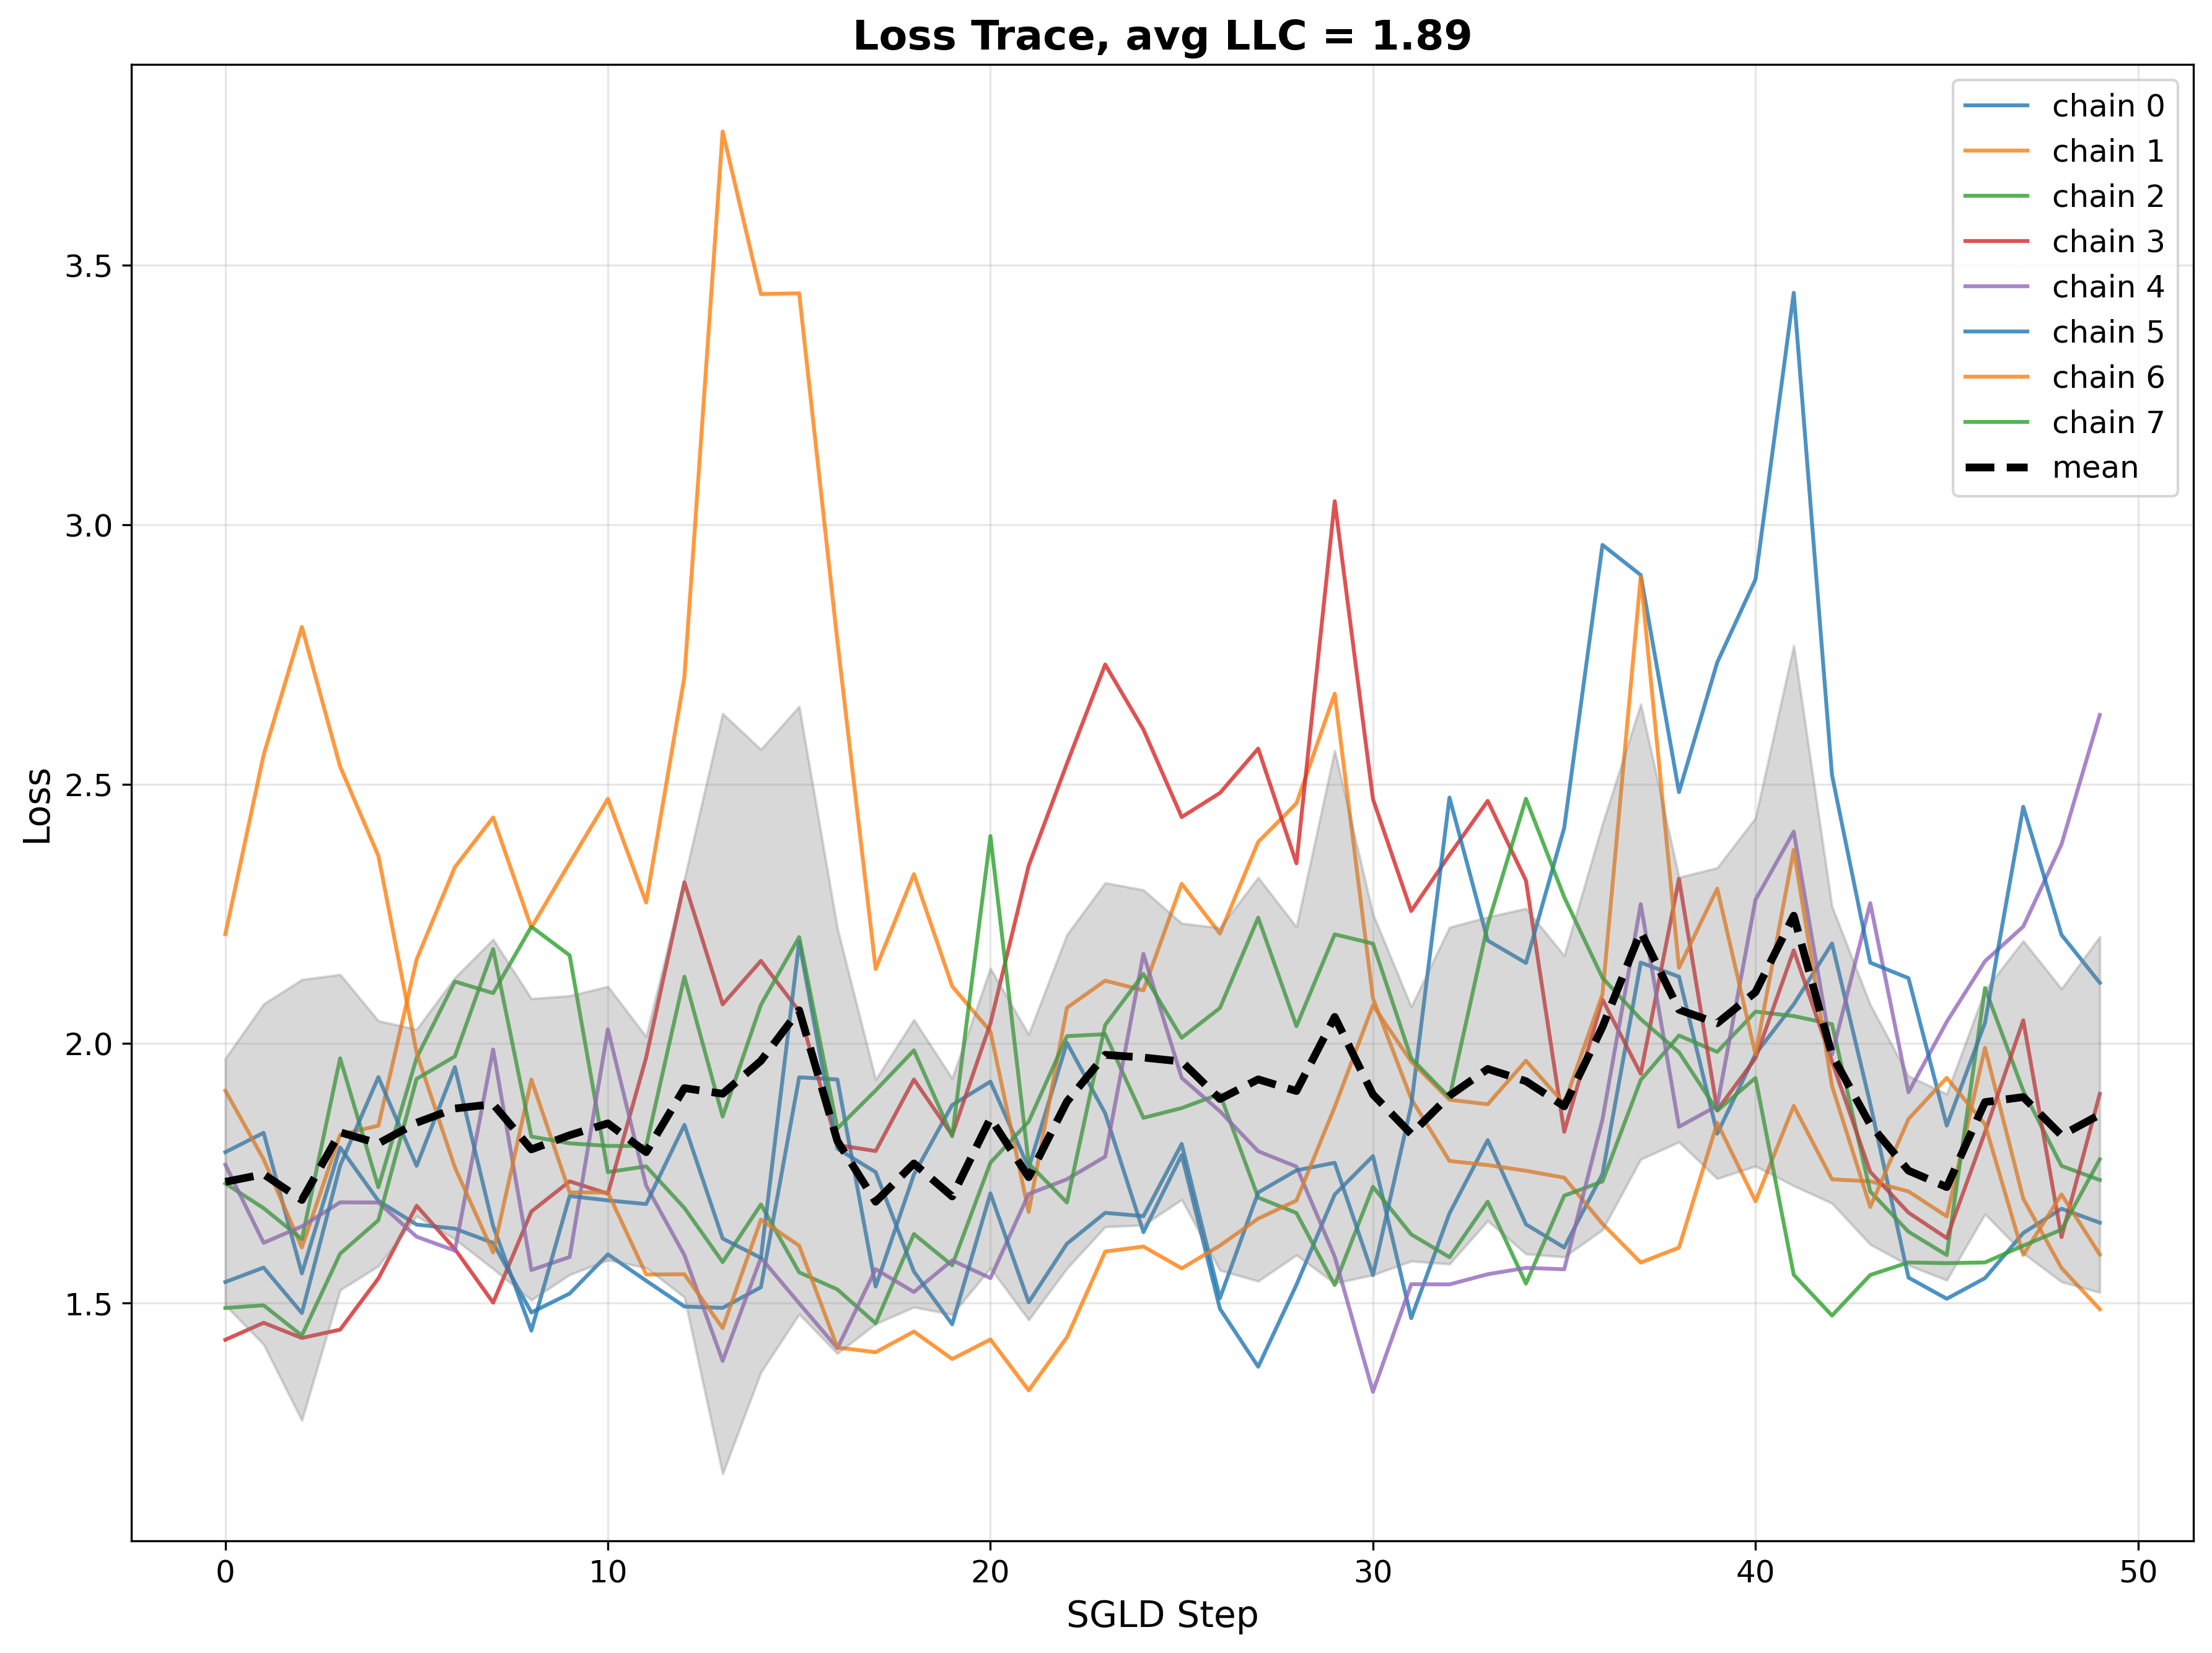 Loss Trace, avg LLC = 1.89
chain 0
chain 1
chain 2
chain 3
chain 4
chain 5
chain 6
chain 7
mean
Loss
3.5
3.0
2.5
2.0
1.5
0 10 20 30 40 50
SGLD Step